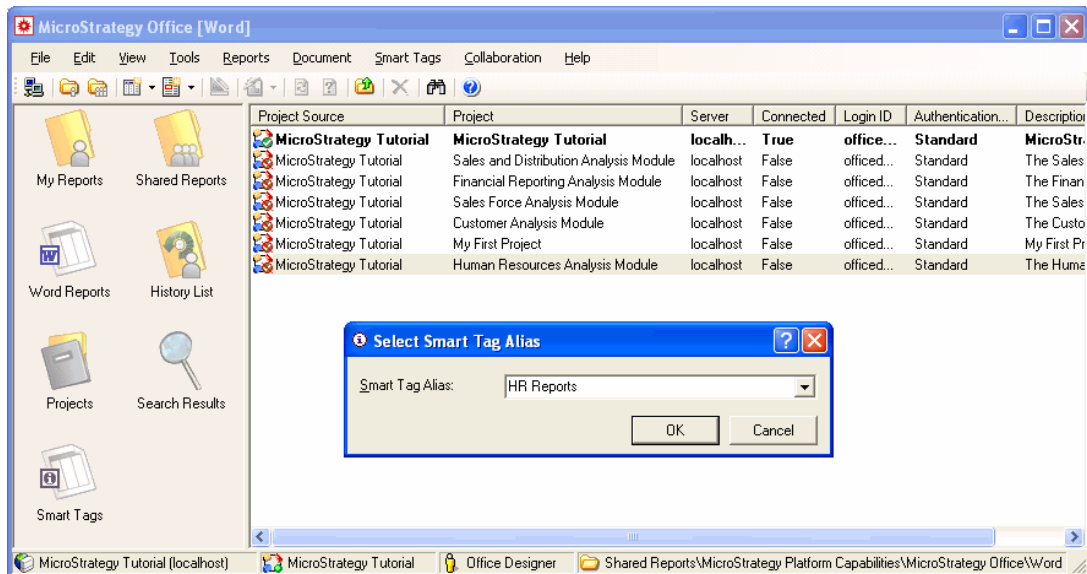 MicroStrategy Office [Word]
File Edit View Tools Reports Document Smart Tags Collaboration Help
Project Source Project Server Connected Login ID Authentication... Description
MicroStrategy Tutorial MicroStrategy Tutorial localh... True office... Standard MicroStr
MicroStrategy Tutorial Sales and Distribution Analysis Module localhost False officed... Standard The Sales
MicroStrategy Tutorial Financial Reporting Analysis Module localhost False officed... Standard The Finan
MicroStrategy Tutorial Sales Force Analysis Module localhost False officed... Standard The Sales
MicroStrategy Tutorial Customer Analysis Module localhost False officed... Standard The Custo
MicroStrategy Tutorial My First Project localhost False officed... Standard My First Pr
MicroStrategy Tutorial Human Resources Analysis Module localhost False officed... Standard The Huma
My Reports Shared Reports
Word Reports History List
Projects Search Results
Smart Tags
Select Smart Tag Alias
Smart Tag Alias: HR Reports
OK Cancel
MicroStrategy Tutorial (localhost) MicroStrategy Tutorial Office Designer Shared Reports\MicroStrategy Platform Capabilities\MicroStrategy Office\Word